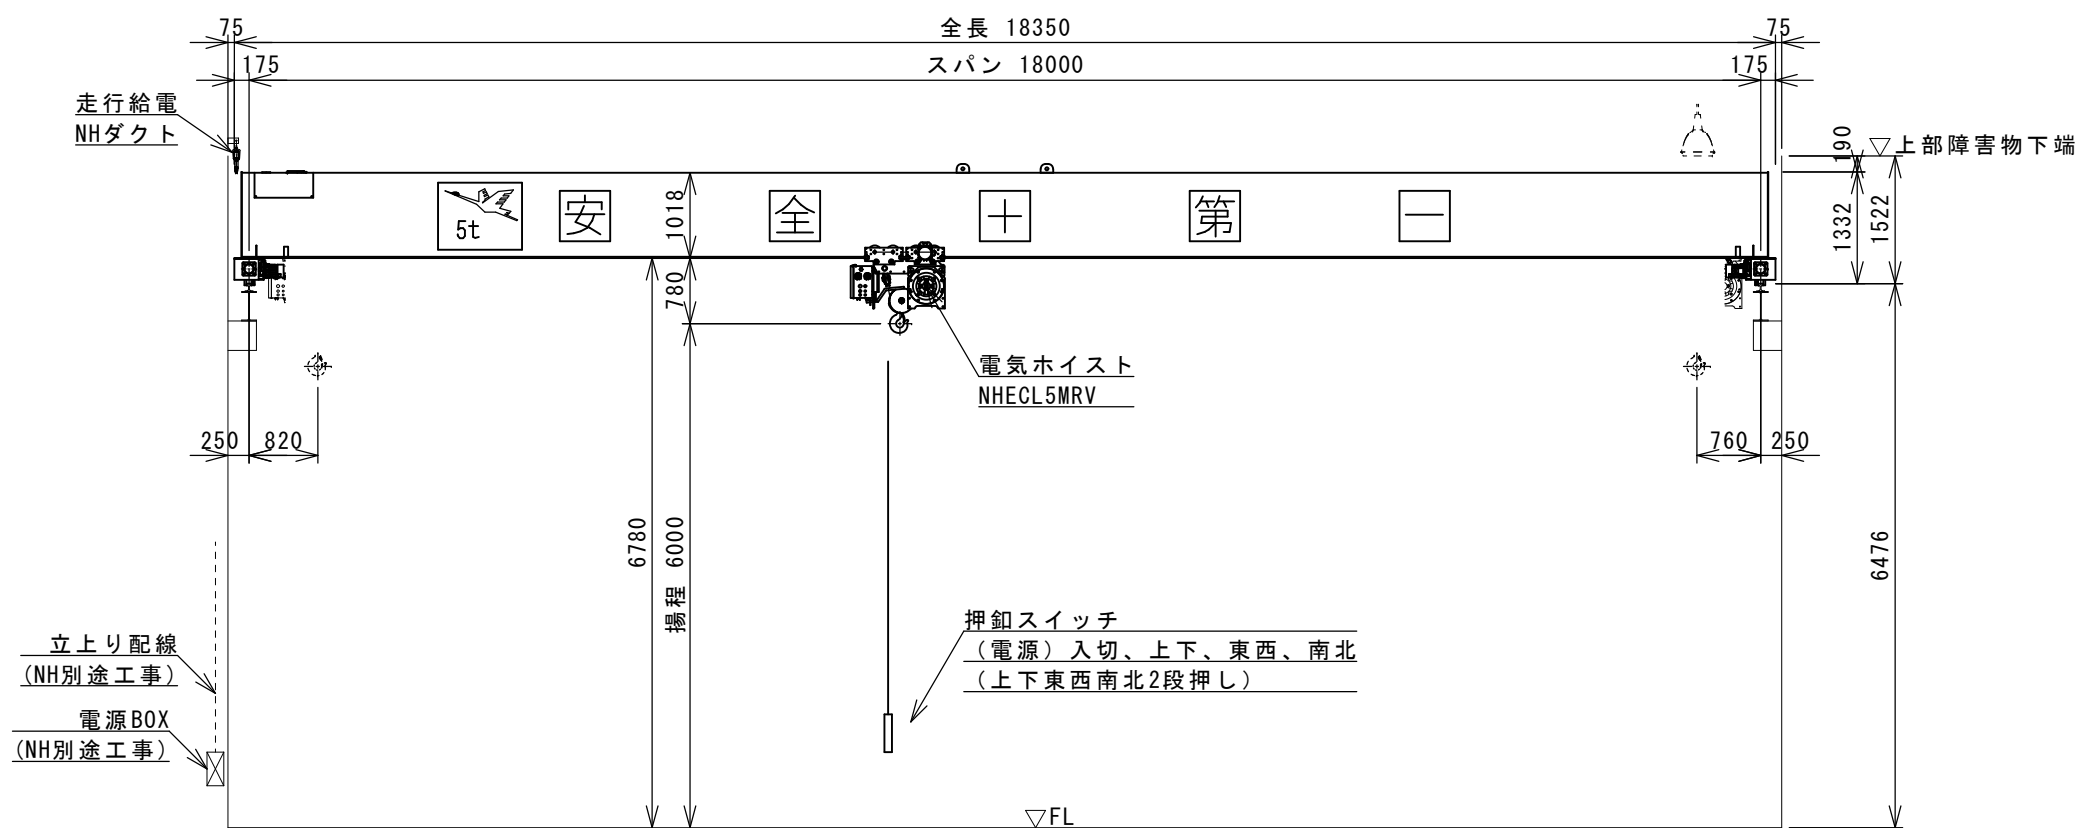 75
全長 18350
75
175
スパン 18000
175
走行給電
NHダクト
190
上部障害物下端
5t
安
全
十
第
一
1018
1332
1522
780
電気ホイスト
NHECL5MRV
250
820
760
250
6780
揚程 6000
6476
押釦スイッチ
(電源)入切、上下、東西、南北
(上下東西南北2段押し)
立上り配線
(NH別途工事)
電源BOX
(NH別途工事)
FL